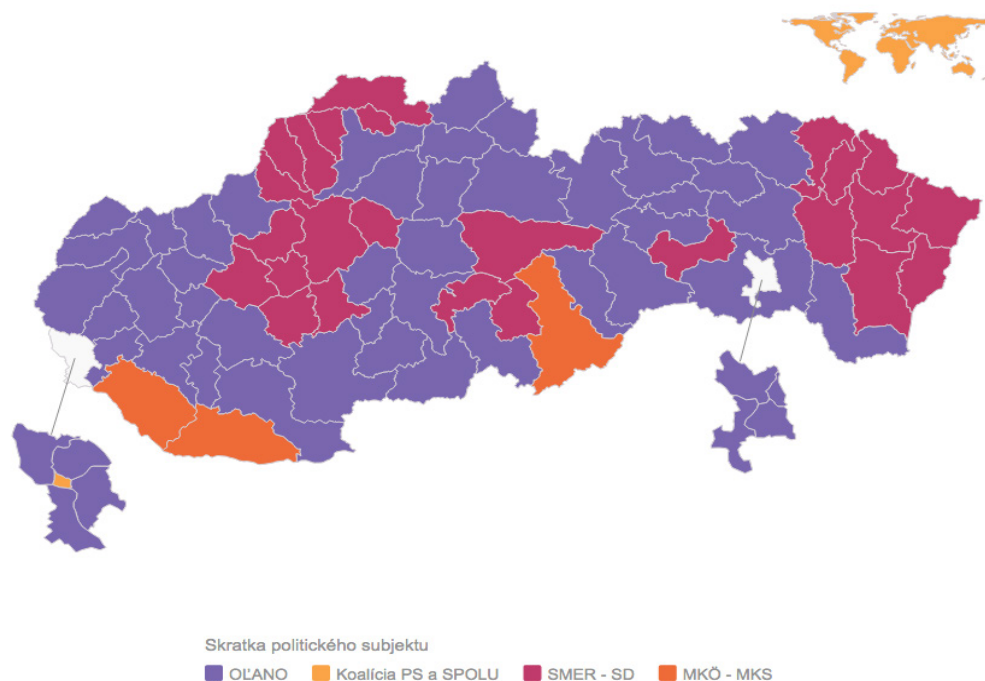 Skratka politického subjektu
OĽANO Koalícia PS a SPOLU SMER - SD MKÖ - MKS